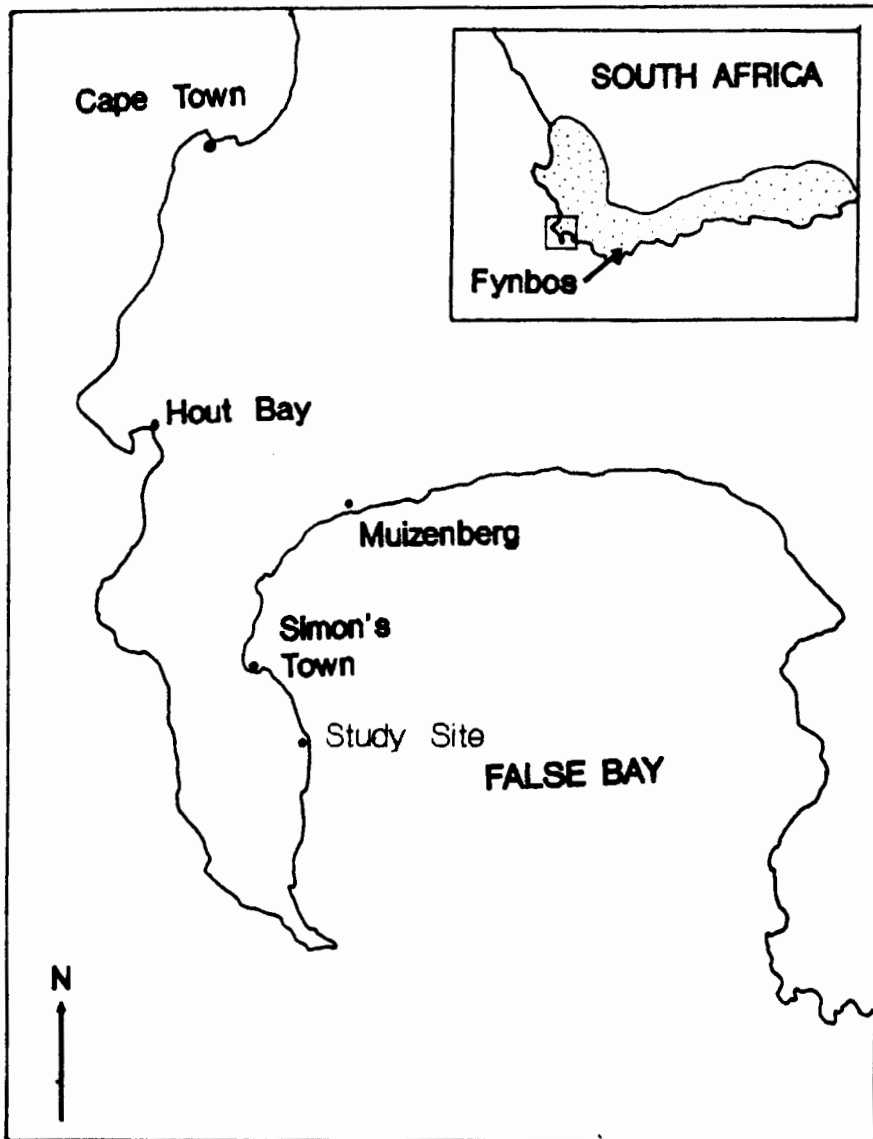 Cape Town
SOUTH AFRICA
Fynbos
Hout Bay
Muizenberg
Simon's
Town
Study Site
FALSE BAY
N